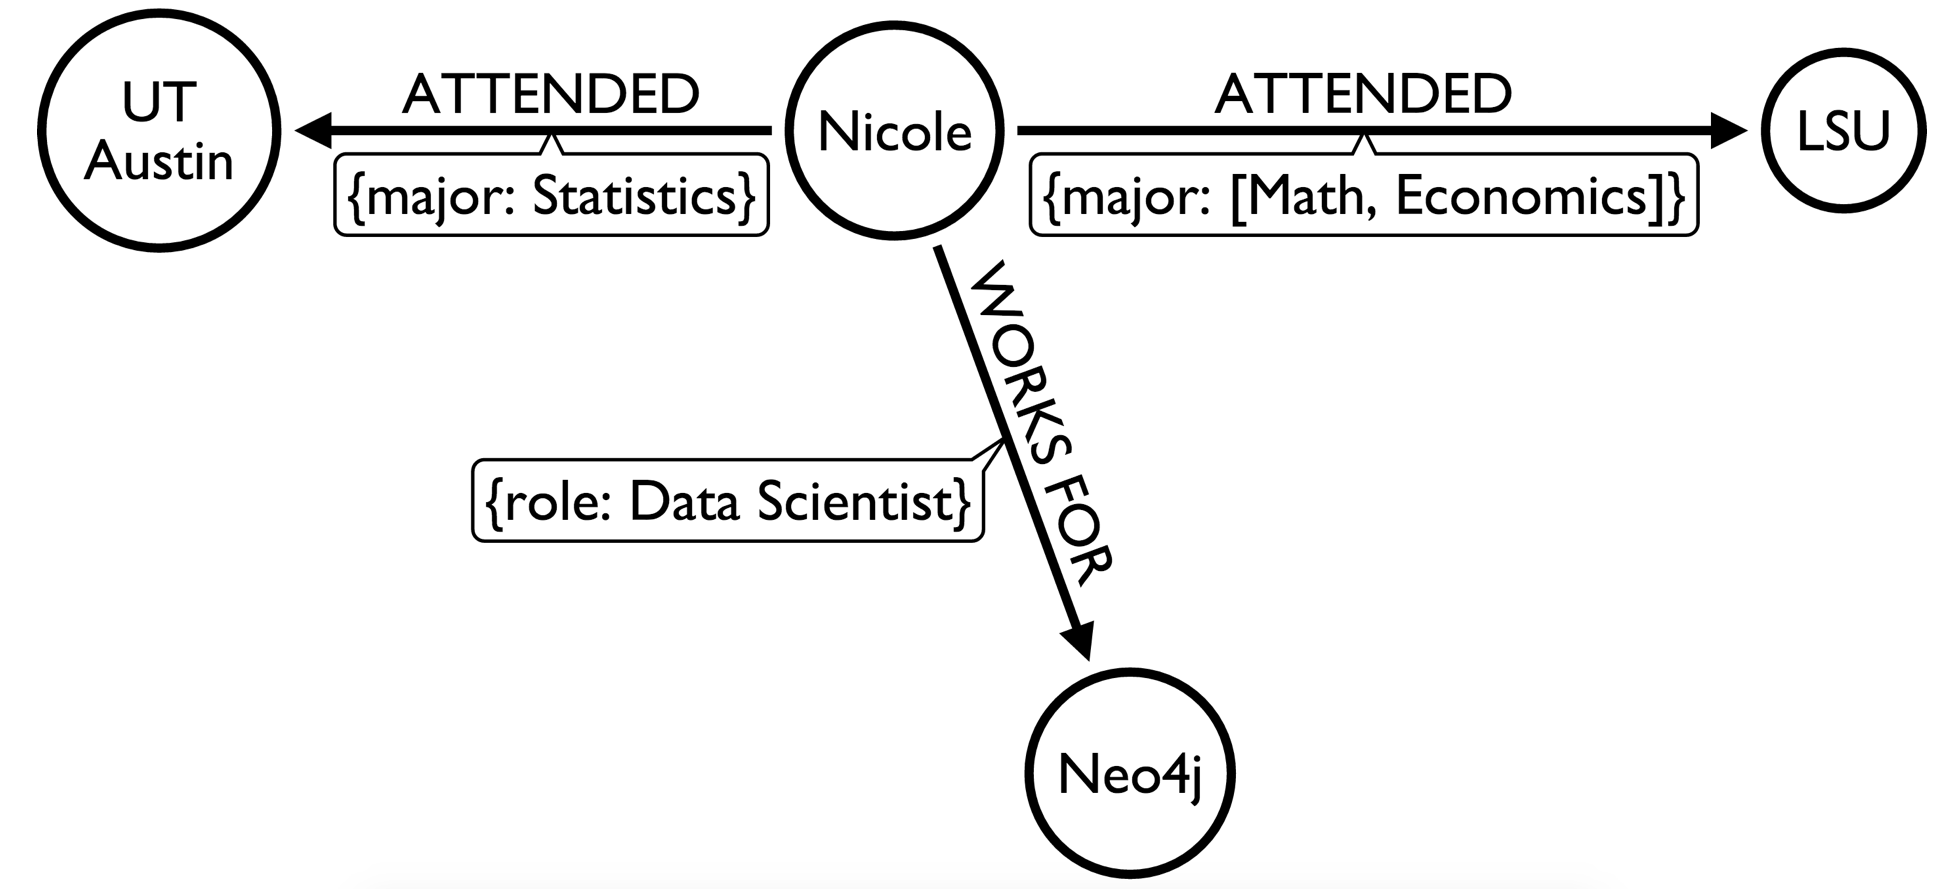 UT
Austin
ATTENDED
{major: Statistics}
Nicole
ATTENDED
{major: [Math, Economics]}
LSU
WORKS FOR
{role: Data Scientist}
Neo4j